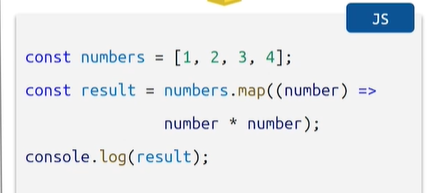 JS
const numbers = [1, 2, 3, 4];
const result = numbers.map((number) =>
number * number);
console.log(result);